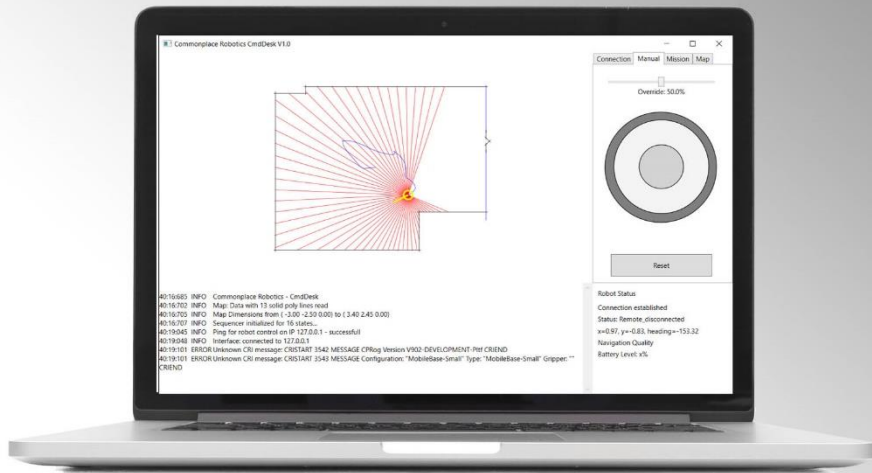 Commonplace Robotics CmdDesk V1.0
Connection Manual Mission Map
Override: 50.0%
Reset
40:16:685 INFO Commonplace Robotics - CmdDesk
40:16:702 INFO Map: Data with 13 solid poly lines read
40:16:705 INFO Map Dimensions from ( -3.00 -2.50 0.00) to ( 3.40 2.45 0.00)
40:16:707 INFO Sequencer initialized for 16 states...
40:19:045 INFO Ping for robot control on IP 127.0.0.1 - successfull
40:19:048 INFO Interface: connected to 127.0.0.1
40:19:101 ERROR Unknown CRI message: CRISTART 3542 MESSAGE CPRog Version V902-DEVELOPMENT-Pltf CRIEND
40:19:101 ERROR Unknown CRI message: CRISTART 3543 MESSAGE Configuration: "MobileBase-Small" Type: "MobileBase-Small" Gripper: ""
CRIEND
Robot Status
Connection established
Status: Remote_disconnected
x=0.97, y=-0.83, heading=-153.32
Navigation Quality
Battery Level: x%